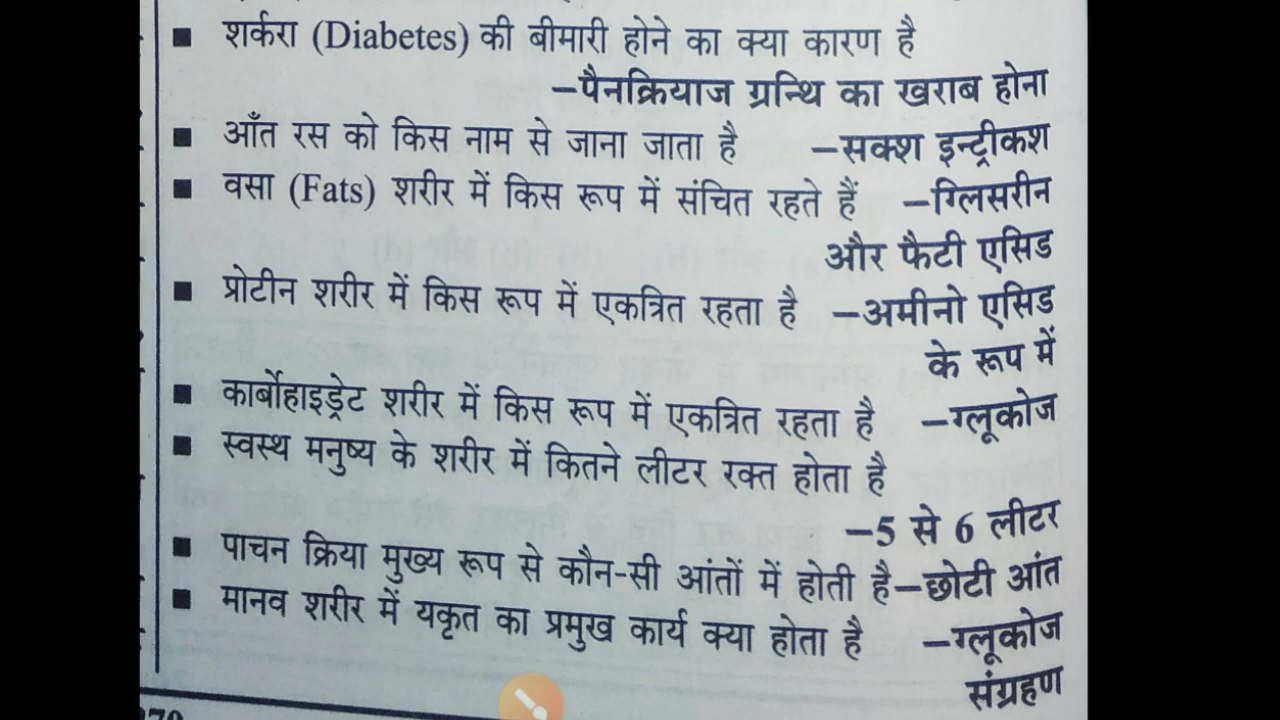 ■ शर्करा (Diabetes) की बीमारी होने का क्या कारण है
–पैनक्रियाज ग्रन्थि का खराब होना
■ आँत रस को किस नाम से जाना जाता है –सक्श इन्ट्रीकश
■ वसा (Fats) शरीर में किस रूप में संचित रहते हैं –ग्लिसरीन
और फैटी एसिड
■ प्रोटीन शरीर में किस रूप में एकत्रित रहता है –अमीनो एसिड
के रूप में
■ कार्बोहाइड्रेट शरीर में किस रूप में एकत्रित रहता है –ग्लूकोज
■ स्वस्थ मनुष्य के शरीर में कितने लीटर रक्त होता है
–5 से 6 लीटर
■ पाचन क्रिया मुख्य रूप से कौन-सी आंतों में होती है–छोटी आंत
■ मानव शरीर में यकृत का प्रमुख कार्य क्या होता है –ग्लूकोज
संग्रहण